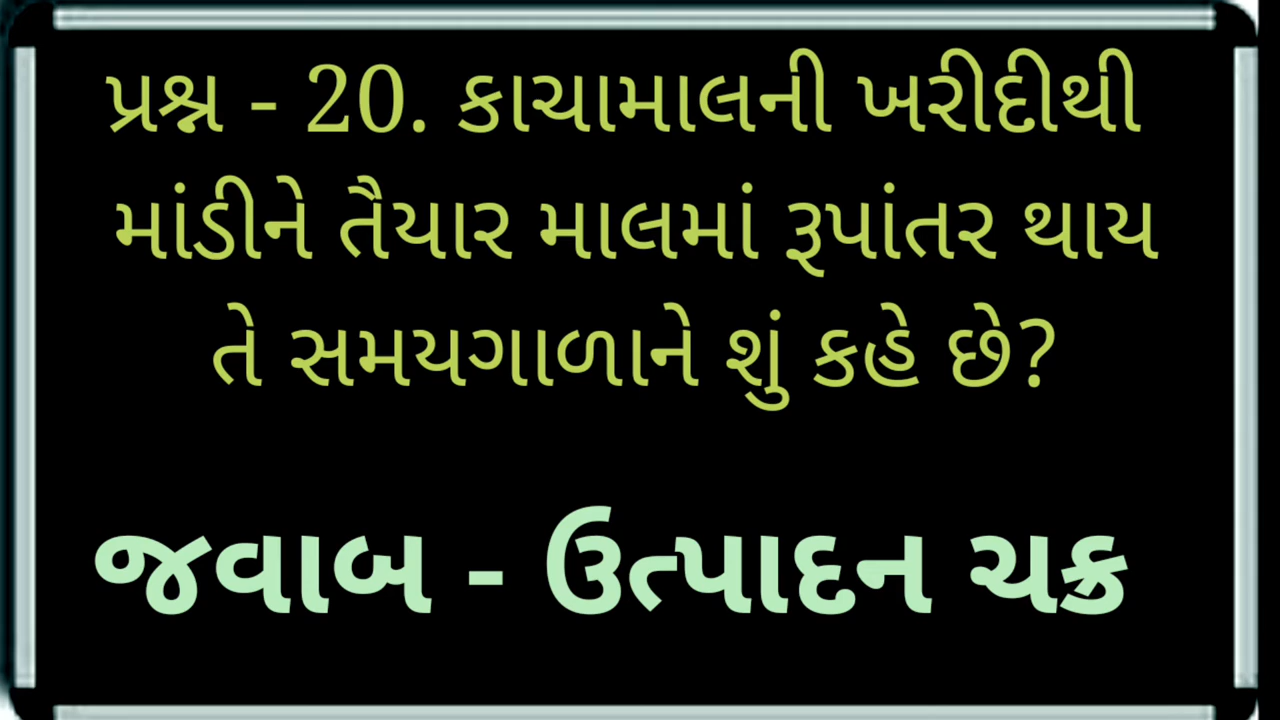 પ્રશ્ન - 20. કાચામાલની ખરીદીથી
માંડીને તૈયાર માલમાં રૂપાંતર થાય
તે સમયગાળાને શું કહે છે?
જવાબ - ઉત્પાદન ચક્ર